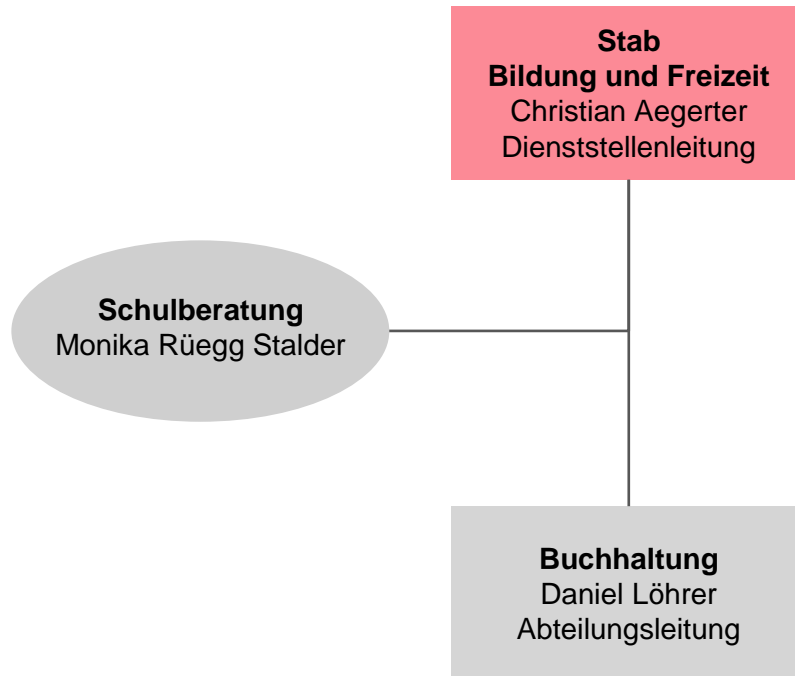 Stab
Bildung und Freizeit
Christian Aegerter
Dienststellenleitung
Schulberatung
Monika Rüegg Stalder
Buchhaltung
Daniel Löhrer
Abteilungsleitung